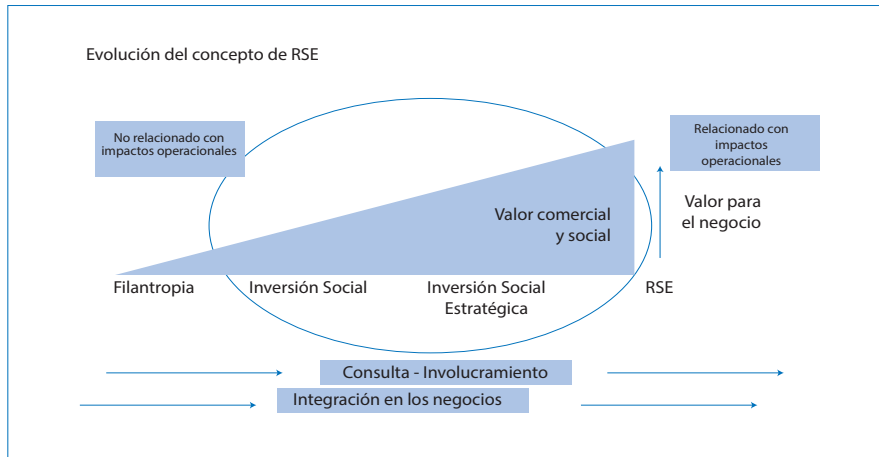 Evolución del concepto de RSE
No relacionado con
impactos operacionales
Relacionado con
impactos
operacionales
Valor comercial
y social
Valor para
el negocio
Filantropia
Inversión Social
Inversión Social
Estratégica
RSE
Consulta - Involucramiento
Integración en los negocios